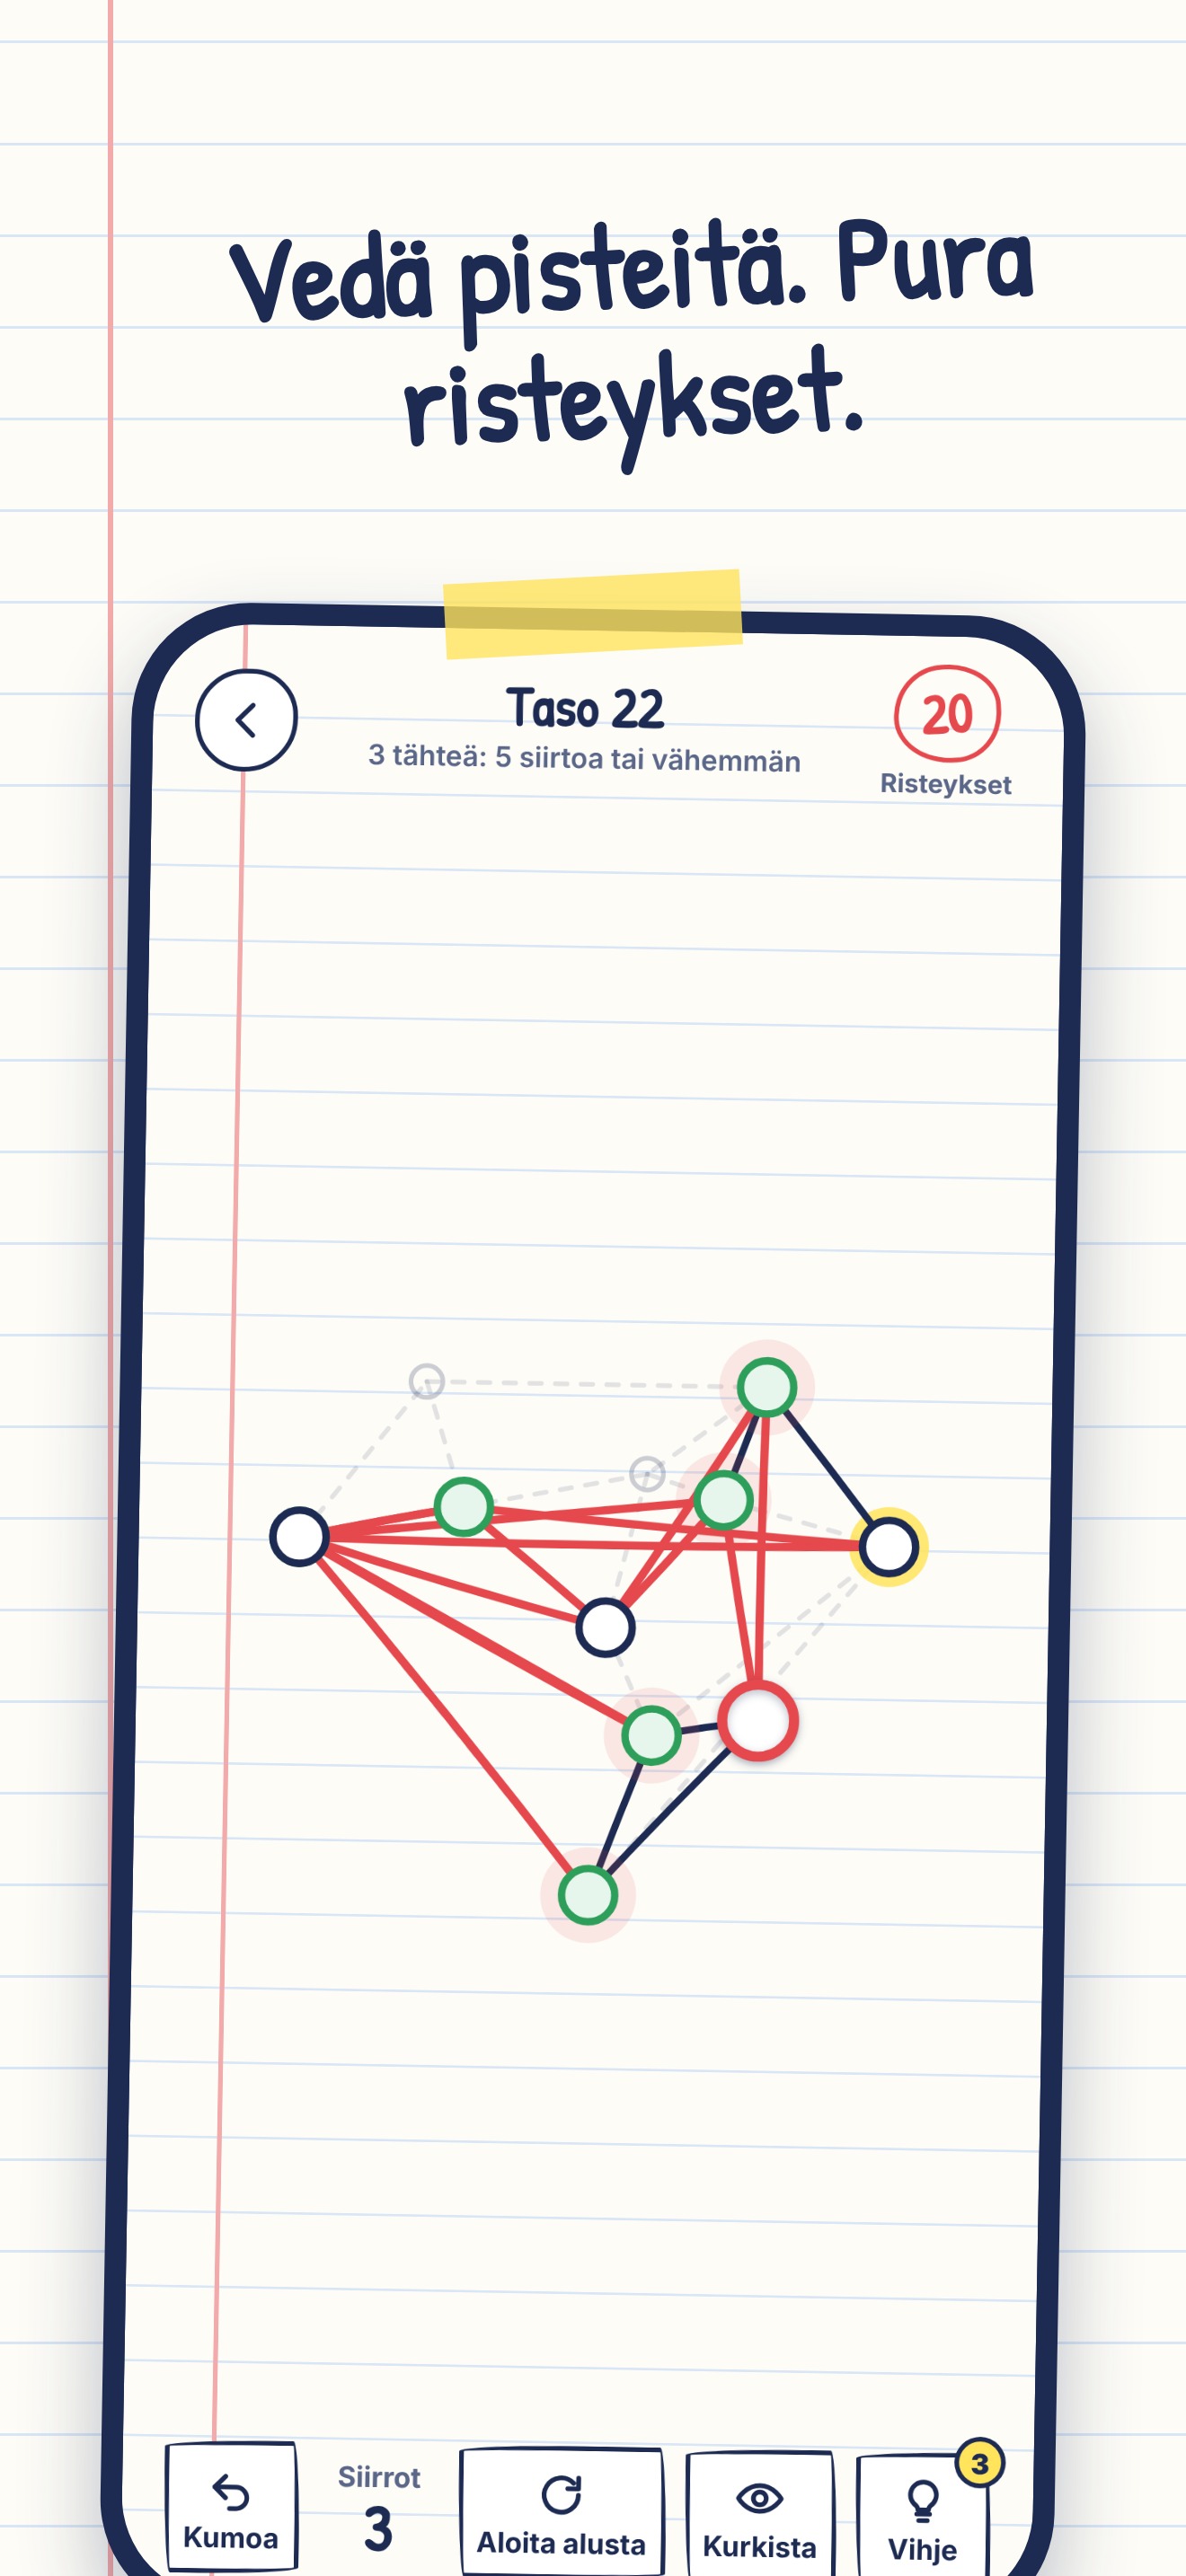 Vedä pisteitä. Pura
risteykset.
Taso 22
3 tähteä: 5 siirtoa tai vähemmän
20
Risteykset
Kumoa
Siirrot
3
Aloita alusta
Kurkista
3
Vihje